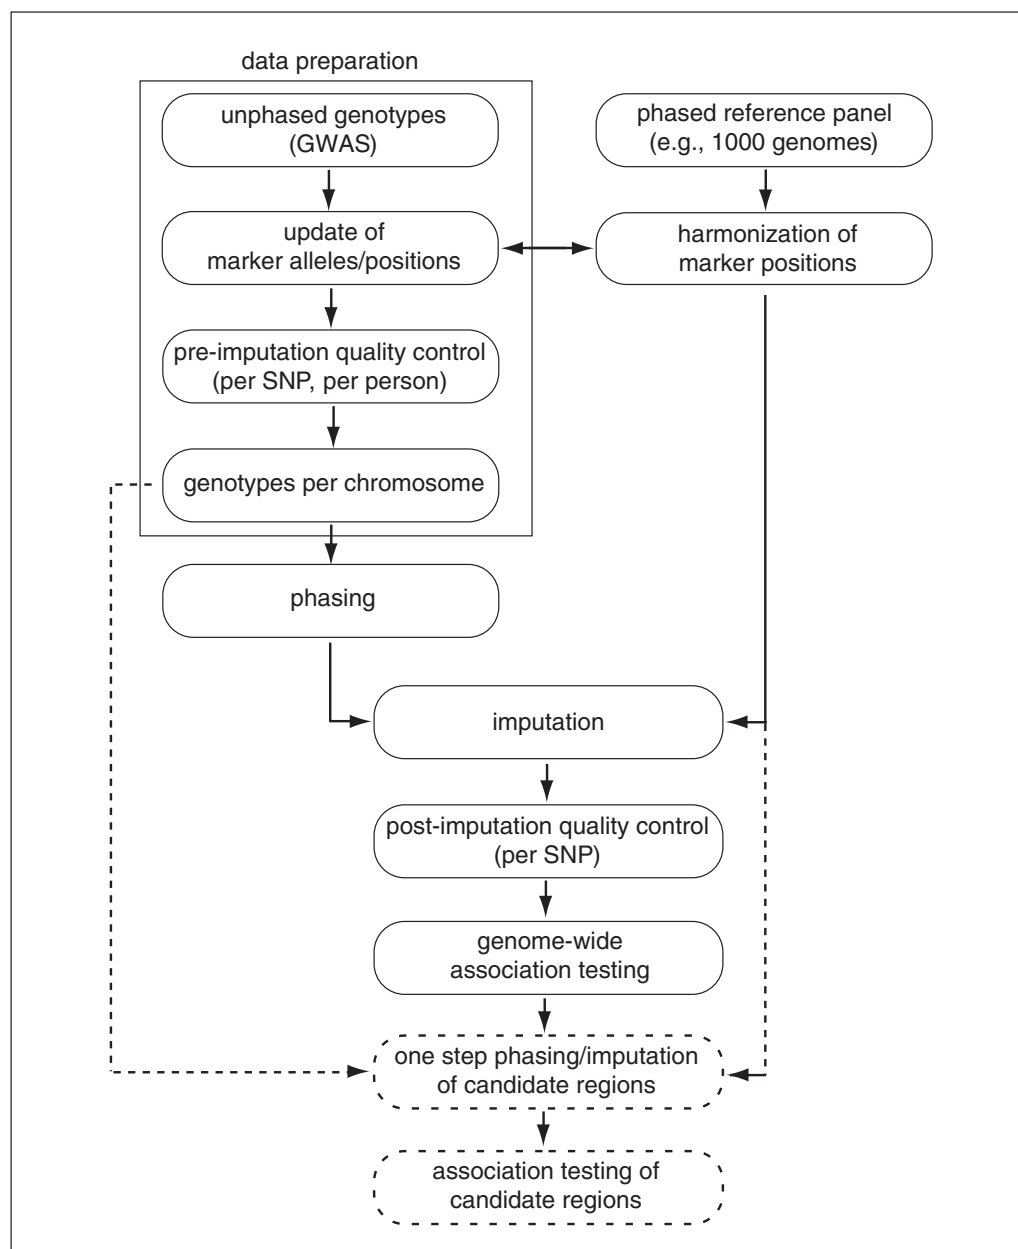 data preparation
unphased genotypes
(GWAS)
phased reference panel
(e.g., 1000 genomes)
update of
marker alleles/positions
harmonization of
marker positions
pre-imputation quality control
(per SNP, per person)
genotypes per chromosome
phasing
imputation
post-imputation quality control
(per SNP)
genome-wide
association testing
one step phasing/imputation
of candidate regions
association testing of
candidate regions